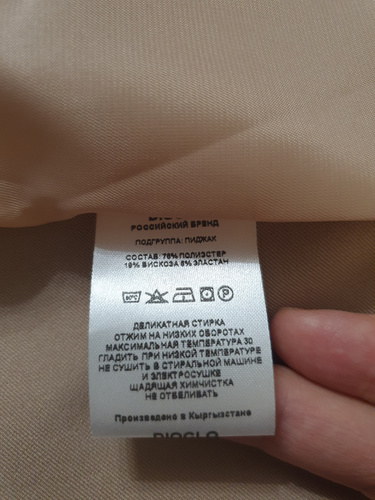 РОССИЙСКИЙ БРЕНД
ПОДГРУППА: ПИДЖАК
СОСТАВ: 76% ПОЛИЭСТЕР
19% ВИСКОЗА 5% ЭЛАСТАН
30°C P
ДЕЛИКАТНАЯ СТИРКА
ОТЖИМ НА НИЗКИХ ОБОРОТАХ
МАКСИМАЛЬНАЯ ТЕМПЕРАТУРА 30
ГЛАДИТЬ ПРИ НИЗКОЙ ТЕМПЕРАТУРЕ
НЕ СУШИТЬ В СТИРАЛЬНОЙ МАШИНЕ
И ЭЛЕКТРОСУШКЕ
ЩАДЯЩАЯ ХИМЧИСТКА
НЕ ОТБЕЛИВАТЬ
Произведено в Кыргызстане